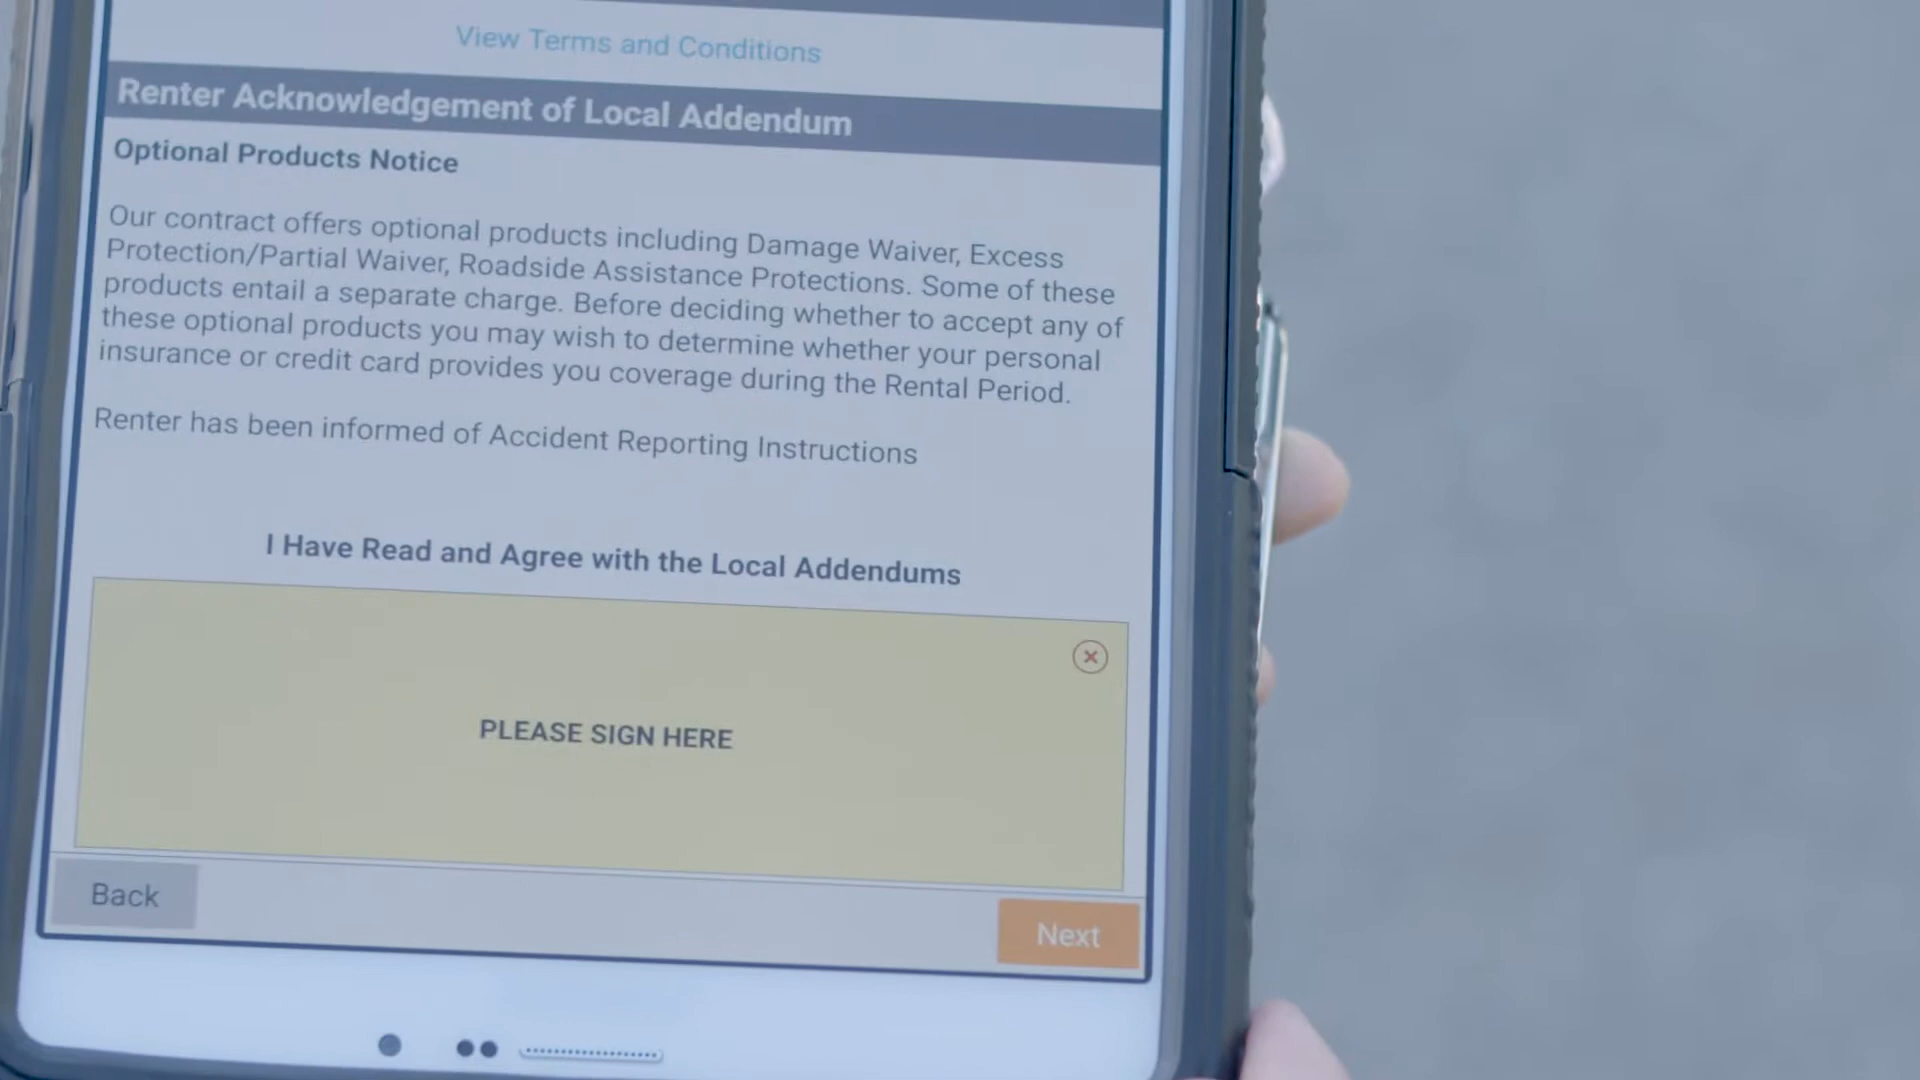 View Terms and Conditions
Renter Acknowledgement of Local Addendum
Optional Products Notice
Our contract offers optional products including Damage Waiver, Excess
Protection/Partial Waiver, Roadside Assistance Protections. Some of these
products entail a separate charge. Before deciding whether to accept any of
these optional products you may wish to determine whether your personal
insurance or credit card provides you coverage during the Rental Period.
Renter has been informed of Accident Reporting Instructions
I Have Read and Agree with the Local Addendums
PLEASE SIGN HERE
Back
Next